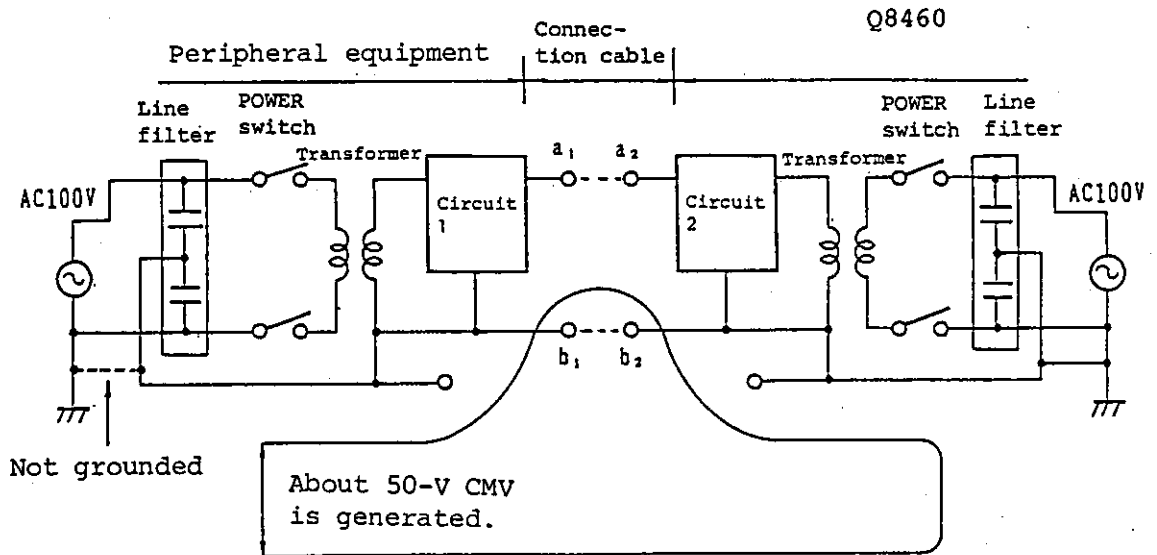 Q8460
Peripheral equipment
Connec-
tion cable
Line
filter
POWER
switch
Transformer
a₁
a₂
Transformer
POWER
switch
Line
filter
AC100V
Circuit
1
Circuit
2
AC100V
b₁
b₂
Not grounded
About 50-V CMV
is generated.